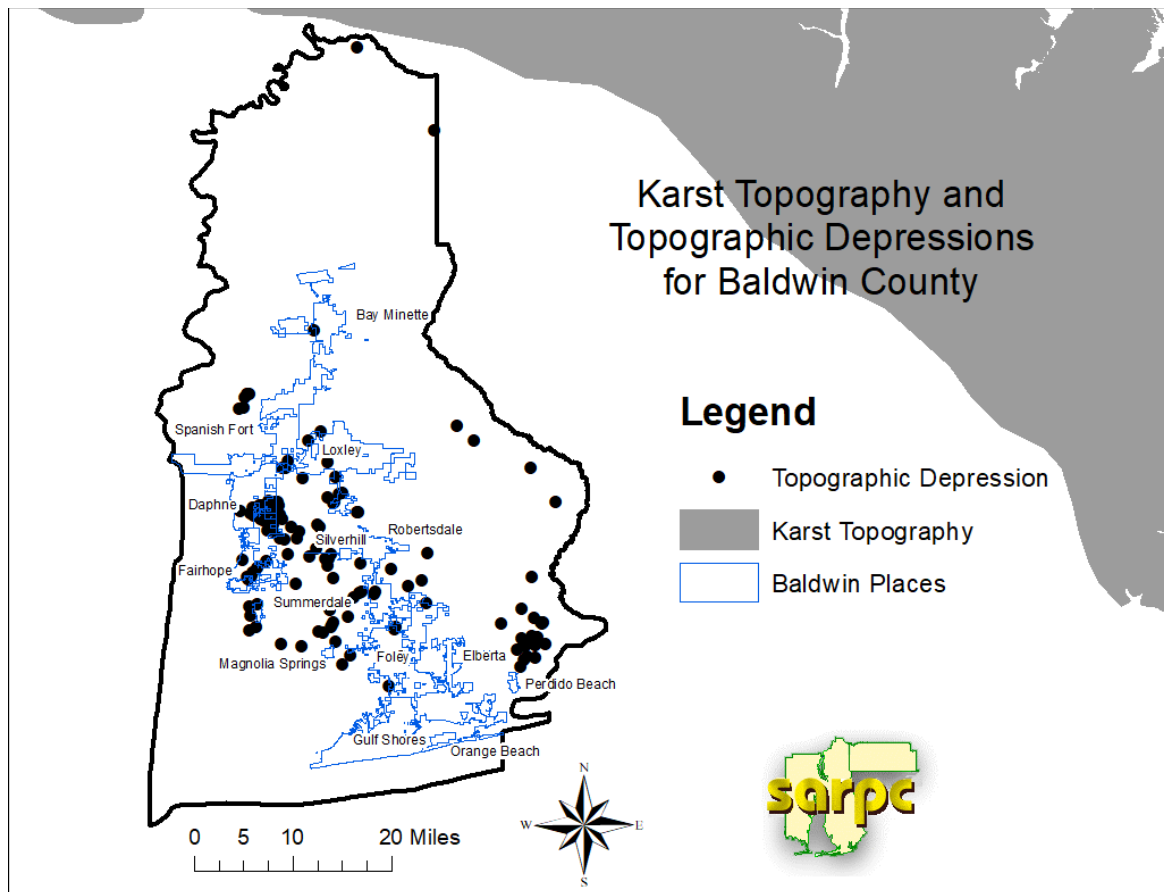 Karst Topography and
Topographic Depressions
for Baldwin County
Bay Minette
Spanish Fort
Loxley
Daphne
Robertsdale
Silverhill
Fairhope
Summerdale
Magnolia Springs
Foley
Elberta
Perdido Beach
Gulf Shores
Orange Beach
Legend
Topographic Depression
Karst Topography
Baldwin Places
N
W
E
S
0 5 10 20 Miles
sarpc